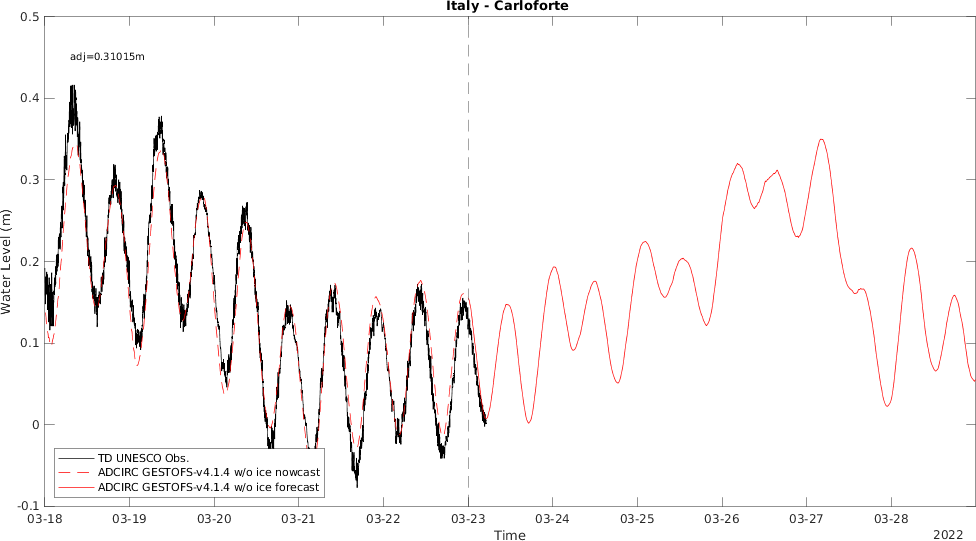 Italy - Carloforte
0.5
adj=0.31015m
0.4
0.3
0.2
0.1
0
-0.1
Water Level (m)
TD UNESCO Obs.
ADCIRC GESTOFS-v4.1.4 w/o ice nowcast
ADCIRC GESTOFS-v4.1.4 w/o ice forecast
03-18 03-19 03-20 03-21 03-22 03-23 03-24 03-25 03-26 03-27 03-28
Time
2022